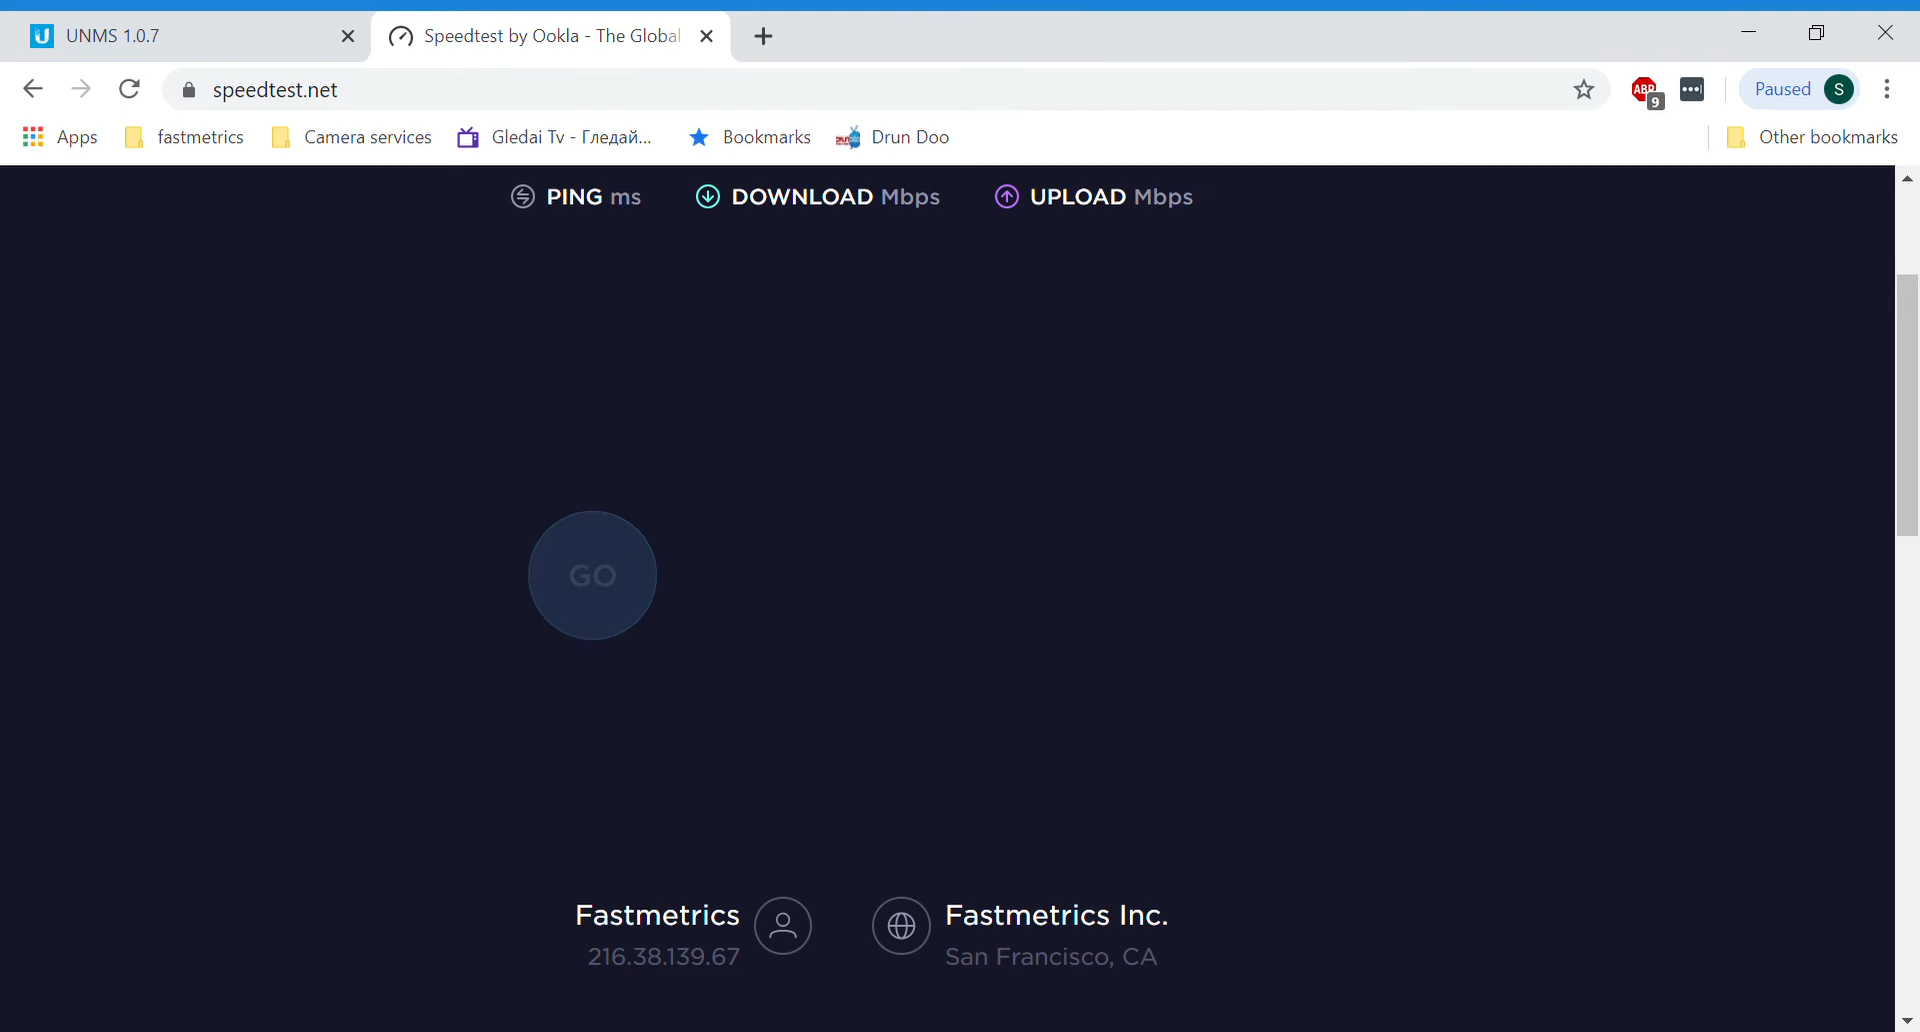 UNMS 1.0.7
Speedtest by Ookla - The Global
speedtest.net
ABP
9
Paused
S
Apps
fastmetrics
Camera services
Gledai Tv - Гледай...
Bookmarks
Drun Doo
Other bookmarks
PING ms
DOWNLOAD Mbps
UPLOAD Mbps
GO
Fastmetrics
216.38.139.67
Fastmetrics Inc.
San Francisco, CA